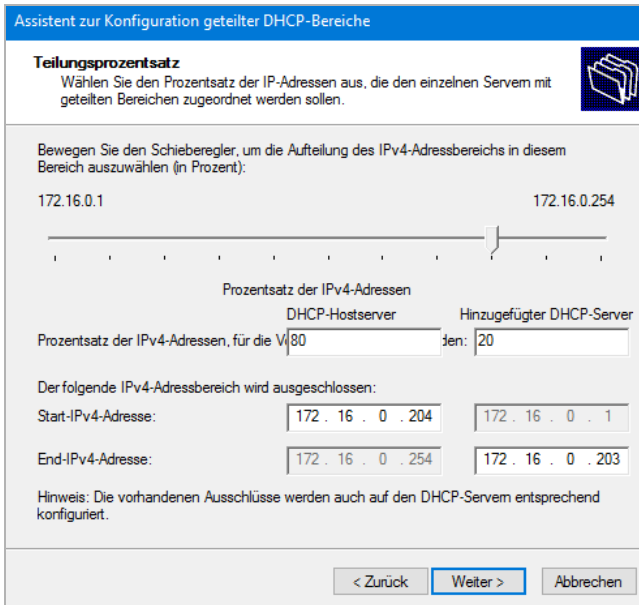 Assistent zur Konfiguration geteilter DHCP-Bereiche
Teilungsprozentsatz
Wählen Sie den Prozentsatz der IP-Adressen aus, die den einzelnen Servern mit
geteilten Bereichen zugeordnet werden sollen.
Bewegen Sie den Schieberegler, um die Aufteilung des IPv4-Adressbereichs in diesem
Bereich auszuwählen (in Prozent):
172.16.0.1 172.16.0.254
Prozentsatz der IPv4-Adressen
DHCP-Hostserver Hinzugefügter DHCP-Server
Prozentsatz der IPv4-Adressen, für die 80 den: 20
Der folgende IPv4-Adressbereich wird ausgeschlossen:
Start-IPv4-Adresse: 172 . 16 . 0 . 204 172 . 16 . 0 . 1
End-IPv4-Adresse: 172 . 16 . 0 . 254 172 . 16 . 0 . 203
Hinweis: Die vorhandenen Ausschlüsse werden auch auf den DHCP-Servern entsprechend
konfiguriert.
< Zurück Weiter > Abbrechen